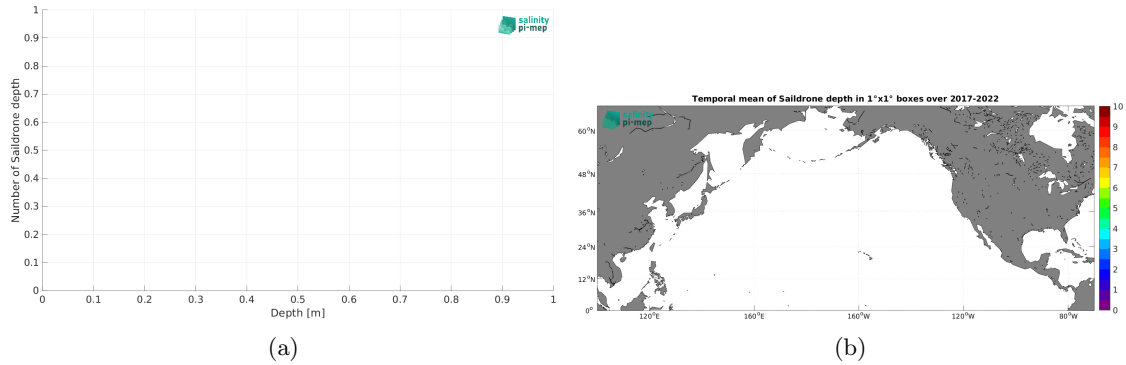 1
0.9
0.8
0.7
0.6
0.5
0.4
0.3
0.2
0.1
0
Number of Saildrone depth
0 0.1 0.2 0.3 0.4 0.5 0.6 0.7 0.8 0.9 1
Depth [m]
salinity
pi-mep
(a)
Temporal mean of Saildrone depth in 1°x1° boxes over 2017-2022
salinity
pi-mep
60°N
48°N
36°N
24°N
12°N
0°
120°E 160°E 160°W 120°W 80°W
10
9
8
7
6
5
4
3
2
1
0
(b)